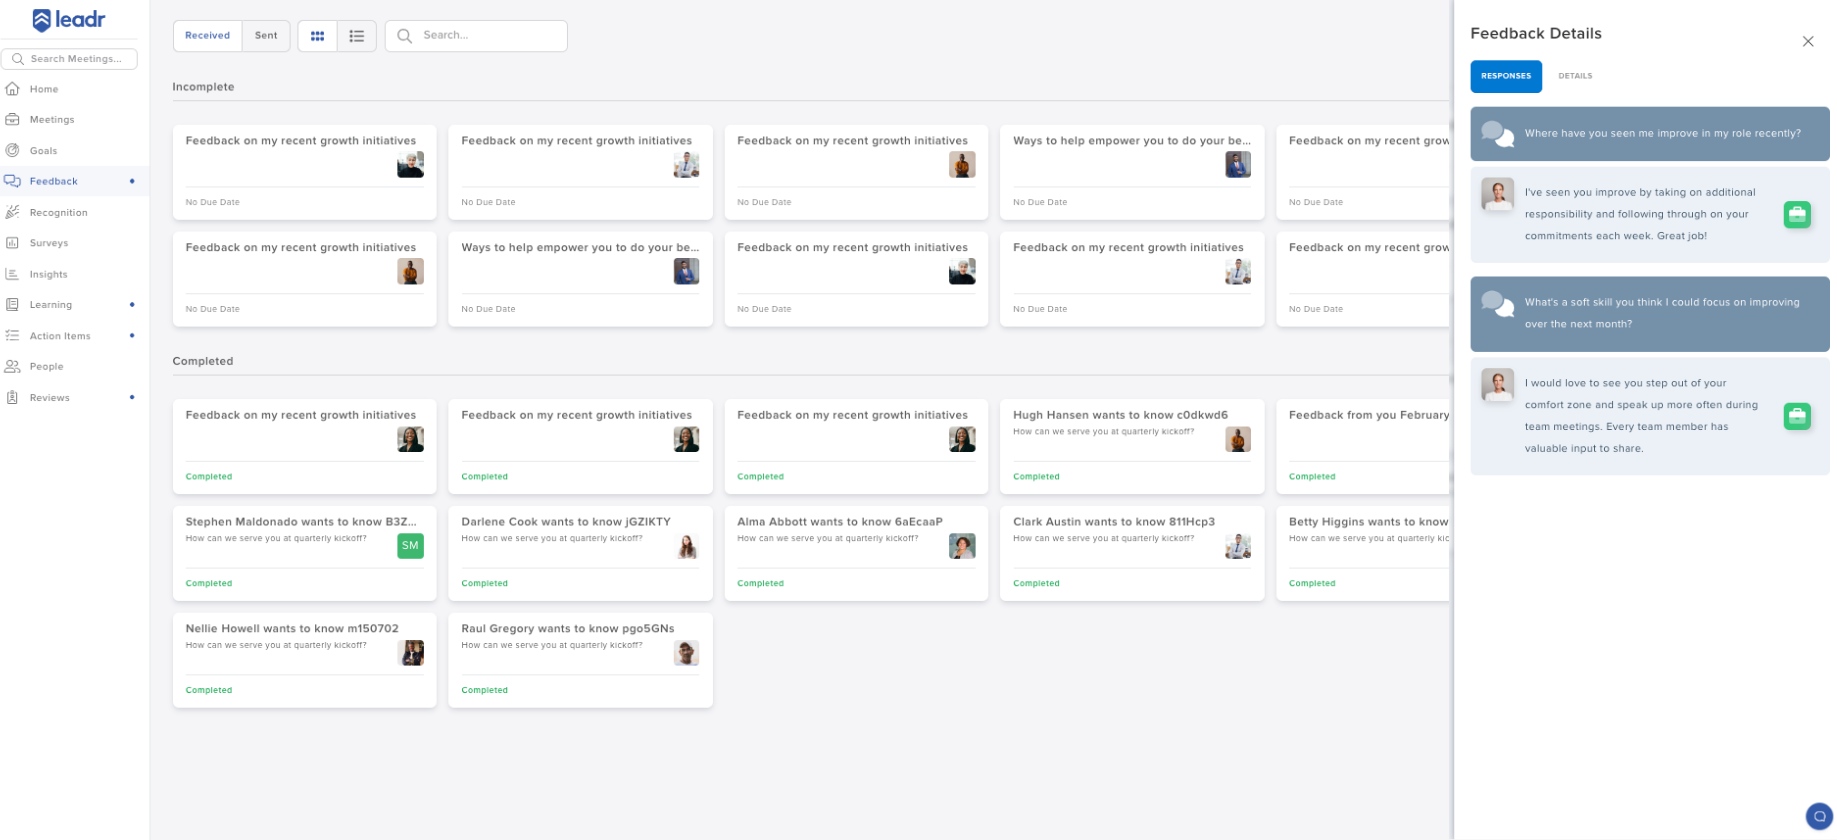 leadr
Search Meetings...
Home
Meetings
Goals
Feedback
Recognition
Surveys
Insights
Learning
Action Items
People
Reviews
Received
Sent
Search...
Incomplete
Feedback on my recent growth initiatives
No Due Date
Feedback on my recent growth initiatives
No Due Date
Feedback on my recent growth initiatives
No Due Date
Ways to help empower you to do your be...
No Due Date
Feedback on my recent grow
No Due Date
Feedback on my recent growth initiatives
No Due Date
Ways to help empower you to do your be...
No Due Date
Feedback on my recent growth initiatives
No Due Date
Feedback on my recent growth initiatives
No Due Date
Feedback on my recent grow
No Due Date
Completed
Feedback on my recent growth initiatives
Completed
Feedback on my recent growth initiatives
Completed
Feedback on my recent growth initiatives
Completed
Hugh Hansen wants to know c0dkwd6
How can we serve you at quarterly kickoff?
Completed
Feedback from you February
Completed
Stephen Maldonado wants to know B3Z...
How can we serve you at quarterly kickoff?
SM
Completed
Darlene Cook wants to know jGZIKTY
How can we serve you at quarterly kickoff?
Completed
Alma Abbott wants to know 6aEcaaP
How can we serve you at quarterly kickoff?
Completed
Clark Austin wants to know 811Hcp3
How can we serve you at quarterly kickoff?
Completed
Betty Higgins wants to know
How can we serve you at quarterly kic
Completed
Nellie Howell wants to know m150702
How can we serve you at quarterly kickoff?
Completed
Raul Gregory wants to know pgo5GNs
How can we serve you at quarterly kickoff?
Completed
Feedback Details
RESPONSES
DETAILS
Where have you seen me improve in my role recently?
I've seen you improve by taking on additional
responsibility and following through on your
commitments each week. Great job!
What's a soft skill you think I could focus on improving
over the next month?
I would love to see you step out of your
comfort zone and speak up more often during
team meetings. Every team member has
valuable input to share.